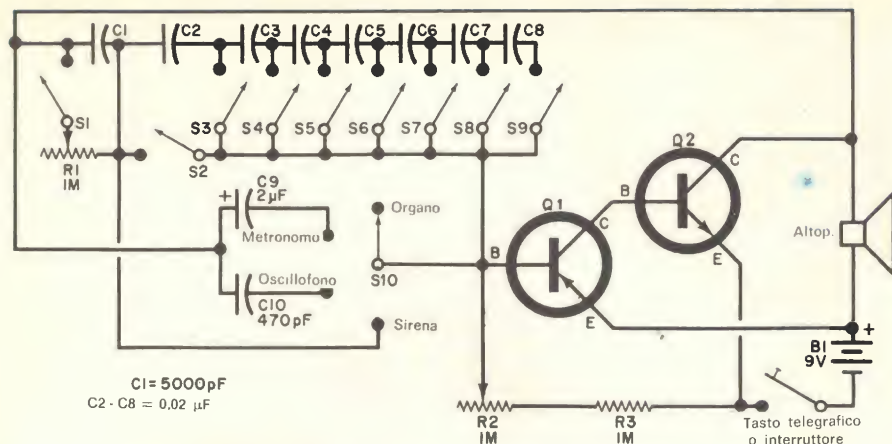 C1
C2
C3
C4
C5
C6
C7
C8
S1
R1
1M
S2
S3
S4
S5
S6
S7
S8
S9
Q2
C
B
E
Q1
C
B
E
C9
+ 2µF
Metronomo
Organo
Oscillofono
S10
C10
470 pF
Sirena
Altop.
+
B1
9V
C1 = 5000pF
C2 - C8 = 0,02 µF
R2
1M
R3
1M
Tasto telegrafico
o interruttore